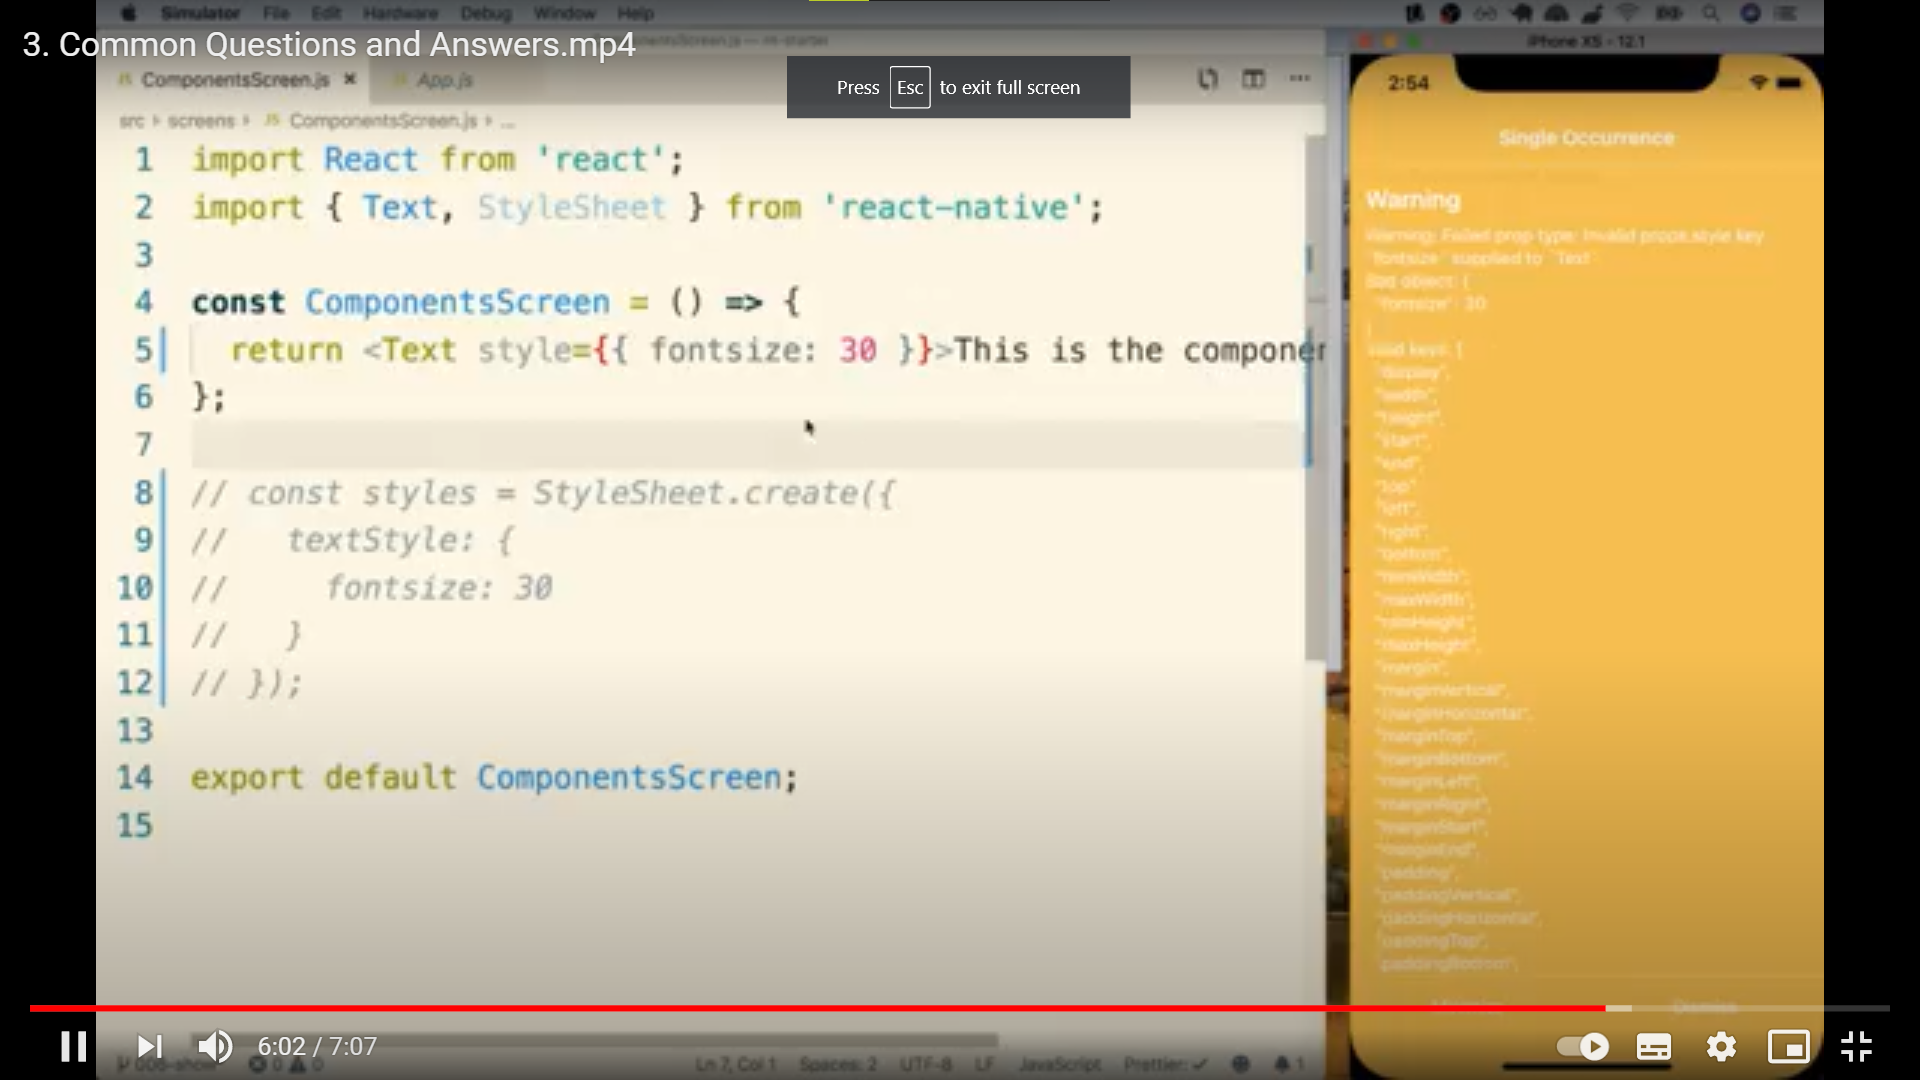 Simulator File Edit Hardware Debug Window Help
3. Common Questions and Answers.mp4
iPhone XS - 12.1
ComponentsScreen.js
App.js
Press Esc to exit full screen
src screens ComponentsScreen.js ...
1 import React from 'react';
2 import { Text, StyleSheet } from 'react-native';
3
4 const ComponentsScreen = () => {
5 return <Text style={{ fontsize: 30 }}>This is the componen
6 };
7
8 // const styles = StyleSheet.create({
9 // textStyle: {
10 // fontsize: 30
11 // }
12 // });
13
14 export default ComponentsScreen;
15
2:54
Single Occurrence
Warning
Warning: Failed prop type: Invalid props.style key
`fontsize` supplied to `Text
Bad object: {
"fontsize": 30
"display",
"width",
"height",
"start",
"end",
"top",
"left",
"right",
"bottom",
"minWidth",
"maxWidth",
"minHeight",
"maxHeight",
"margin",
"marginVertical",
"marginHorizontal",
"marginTop",
"marginBottom",
"marginLeft",
"marginRight",
"marginStart",
"marginEnd",
"padding",
"paddingVertical",
"paddingHorizontal",
"paddingTop",
"paddingBottom",
Dismiss
6:02 / 7:07
Ln 7, Col 1 Spaces: 2 UTF-8 LF JavaScript Prettier: ✓ 1